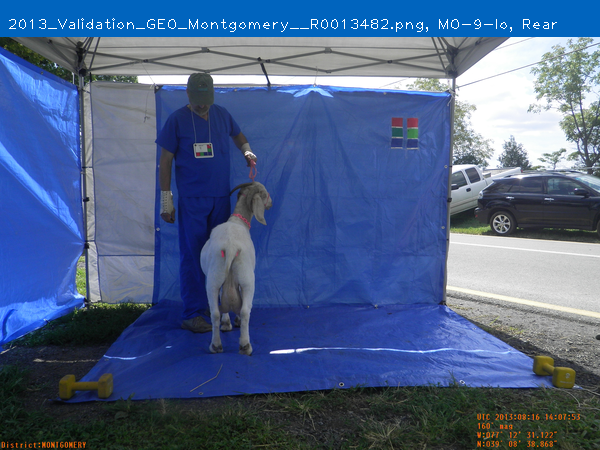 2013_Validation_GEO_Montgomery__R0013482.png, MO-9-lo, Rear
UTC 2013:08:16 14:07:53
160° mag
W:077° 12' 31.122"
N:039° 08' 38.868"
District:MONTGOMERY